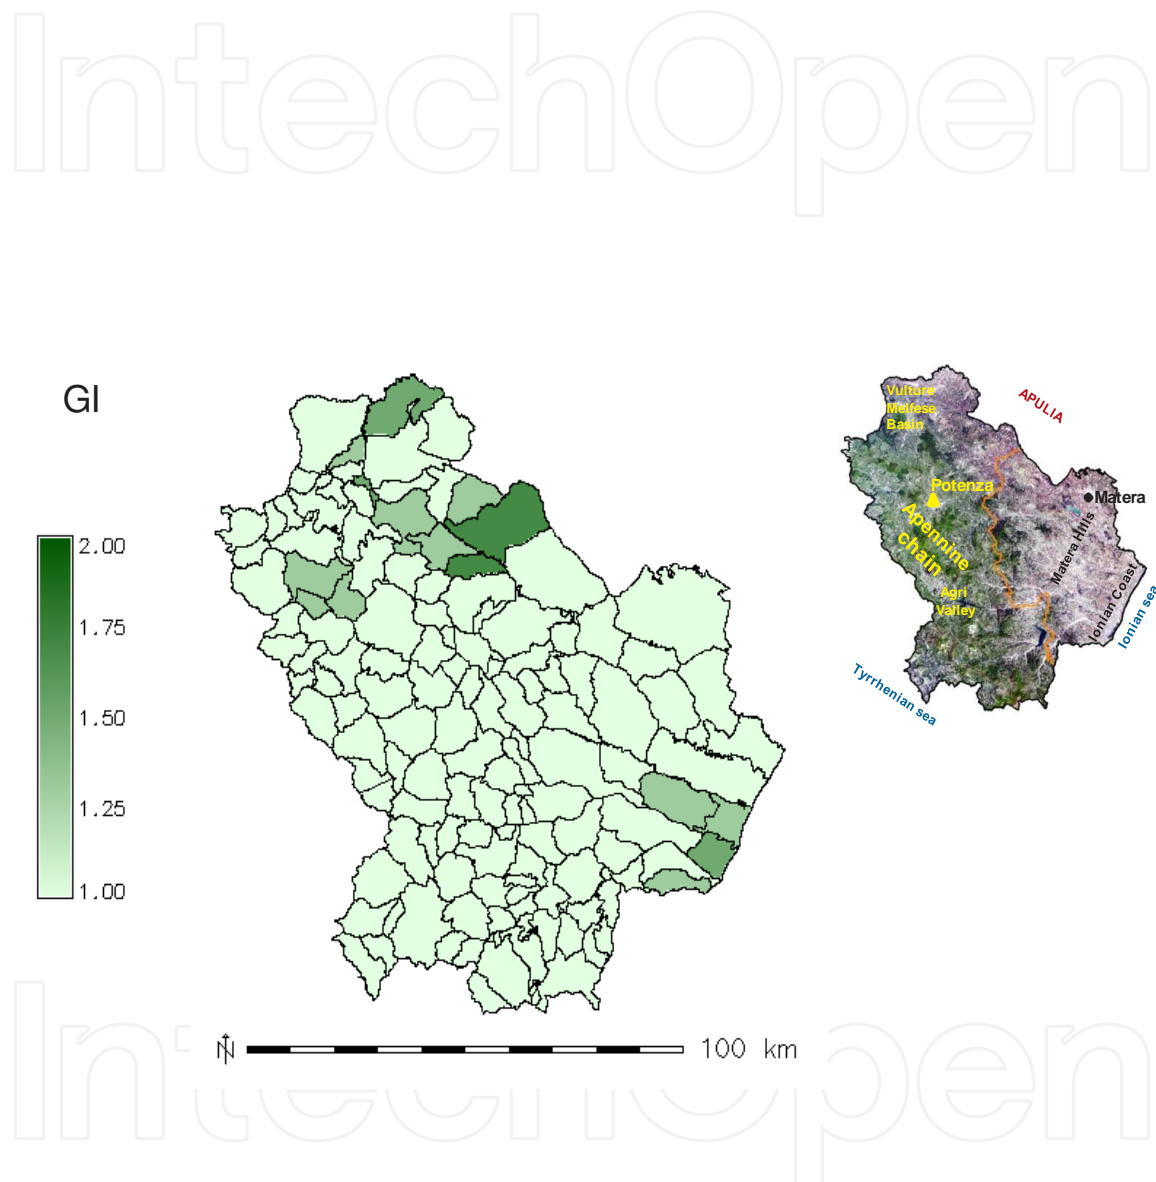 IntechOpen
GI
2.00
1.75
1.50
1.25
1.00
N
100 km
Vulture
Melfese
Basin
APULIA
Potenza
Matera
Apennine
chain
Matera Hills
Agri
Valley
Ionian Coast
Ionian sea
Tyrrhenian sea
IntechOpen